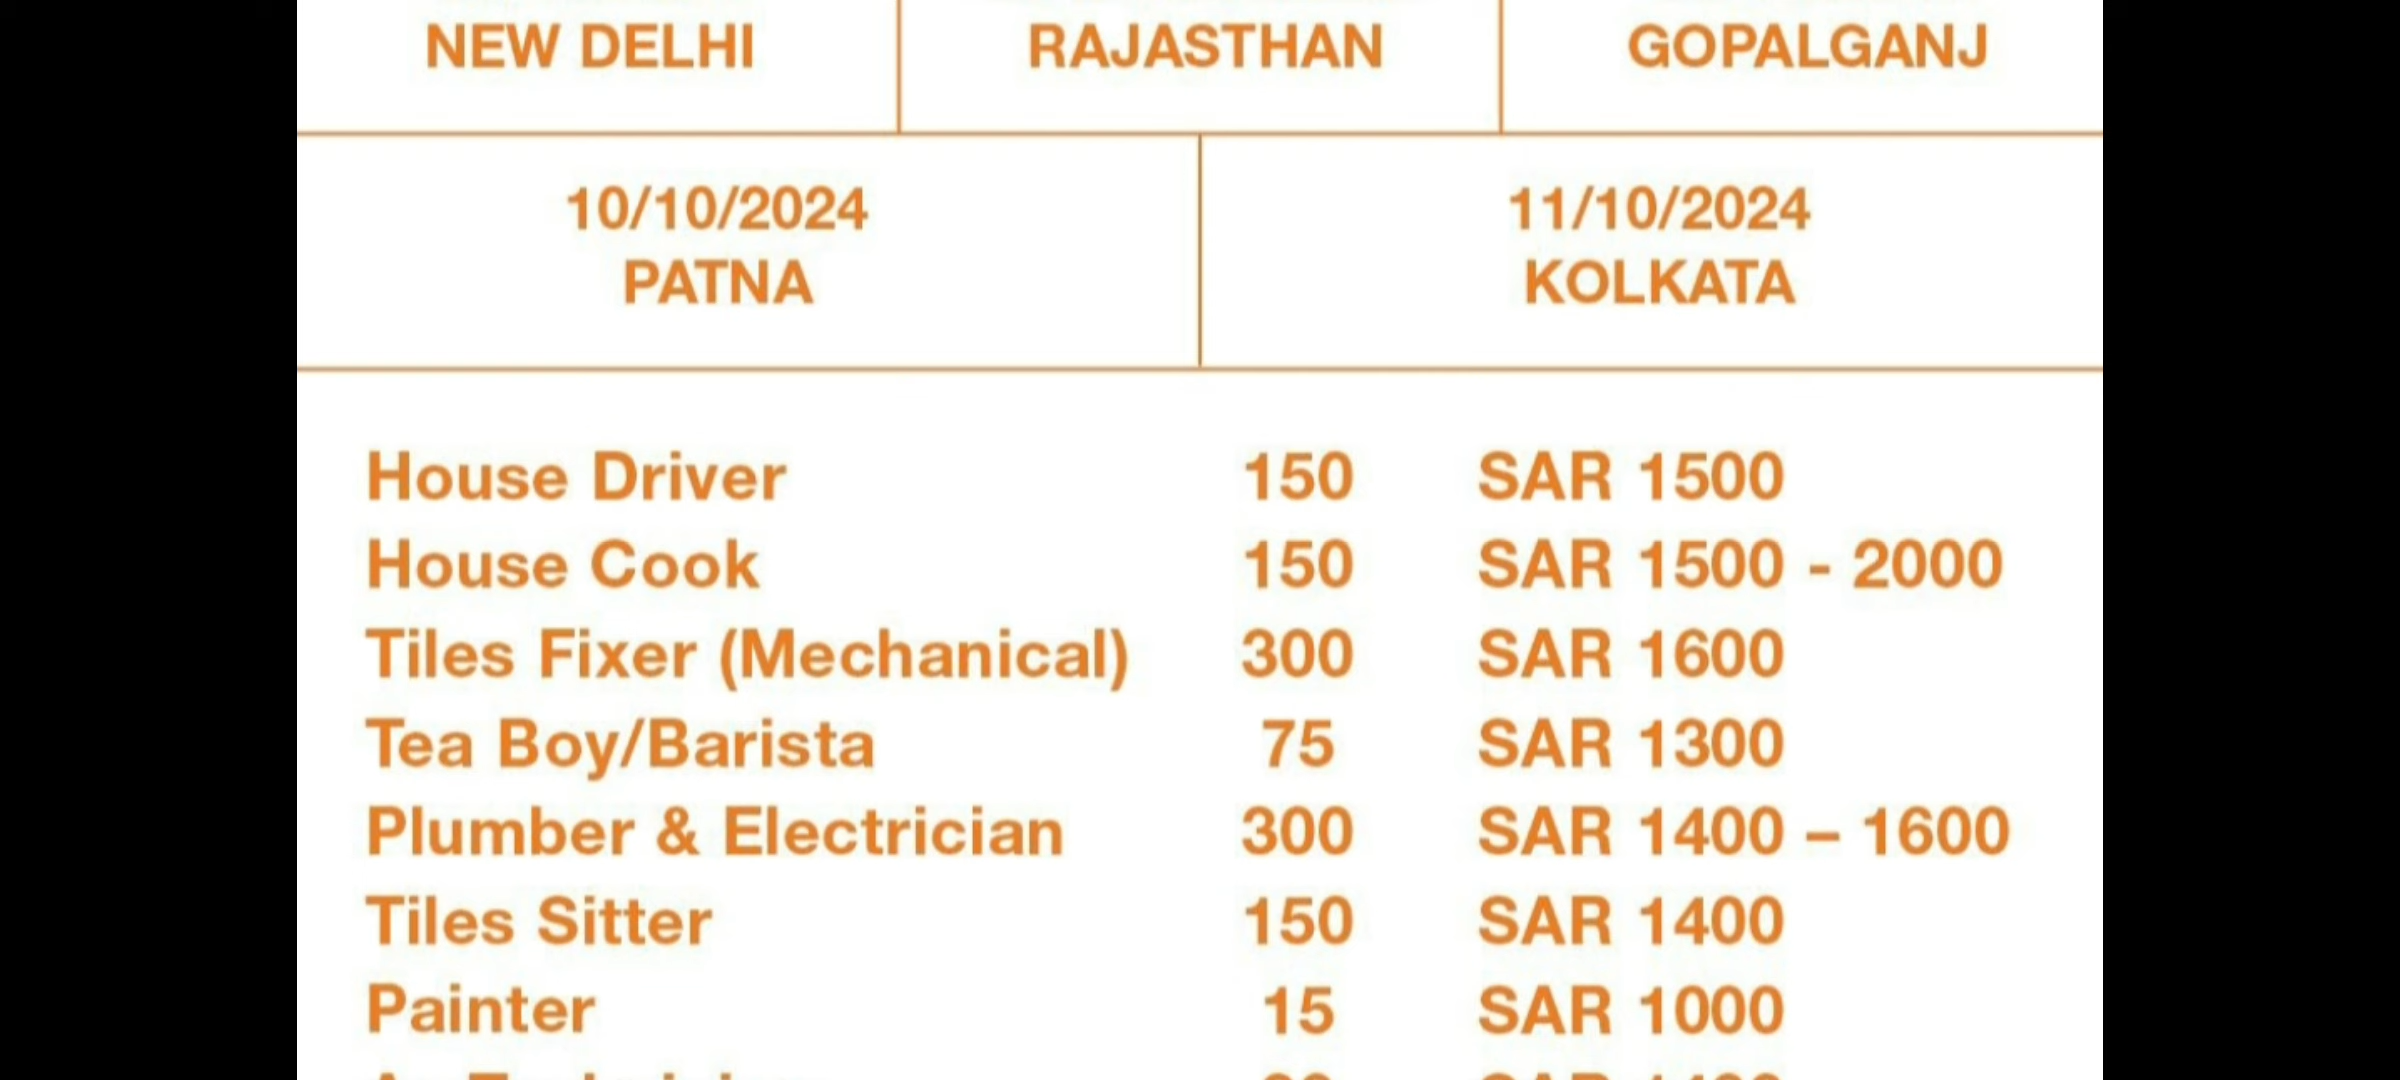 NEW DELHI RAJASTHAN GOPALGANJ
10/10/2024 11/10/2024
PATNA KOLKATA
House Driver 150 SAR 1500
House Cook 150 SAR 1500 - 2000
Tiles Fixer (Mechanical) 300 SAR 1600
Tea Boy/Barista 75 SAR 1300
Plumber & Electrician 300 SAR 1400 – 1600
Tiles Sitter 150 SAR 1400
Painter 15 SAR 1000